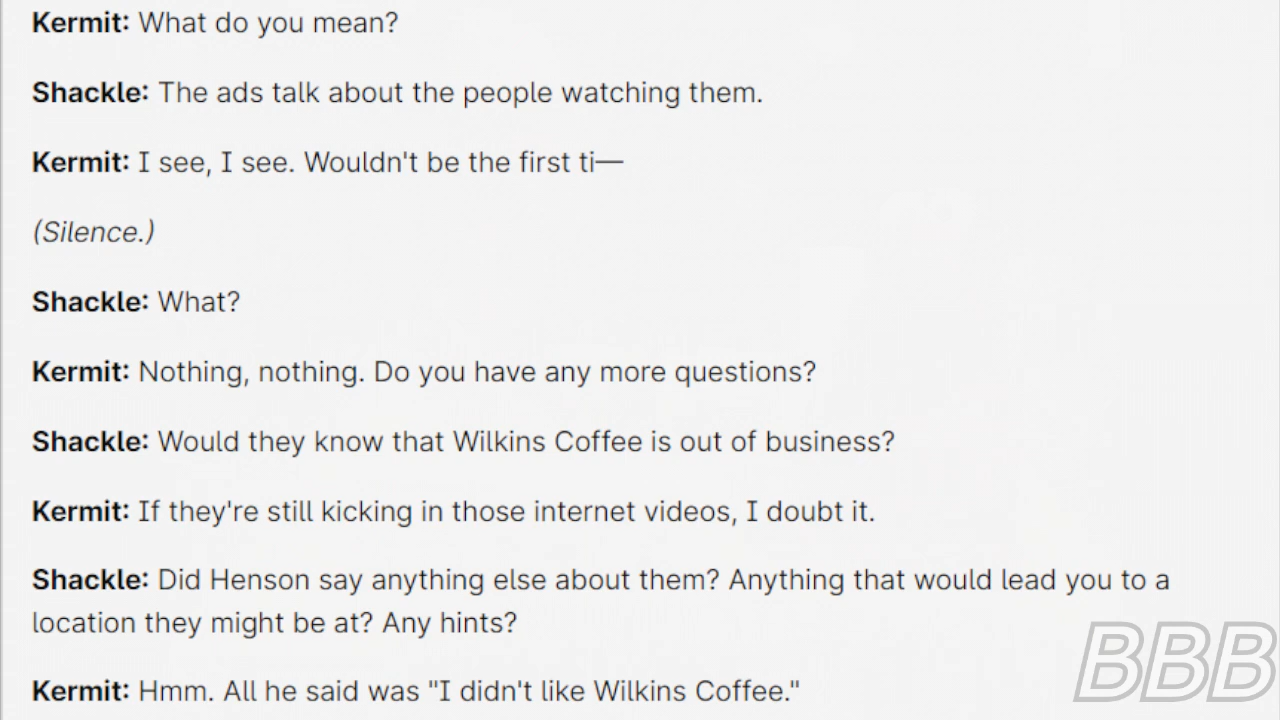 Kermit: What do you mean?
Shackle: The ads talk about the people watching them.
Kermit: I see, I see. Wouldn't be the first ti—
(Silence.)
Shackle: What?
Kermit: Nothing, nothing. Do you have any more questions?
Shackle: Would they know that Wilkins Coffee is out of business?
Kermit: If they're still kicking in those internet videos, I doubt it.
Shackle: Did Henson say anything else about them? Anything that would lead you to a
location they might be at? Any hints?
Kermit: Hmm. All he said was "I didn't like Wilkins Coffee."
BBB